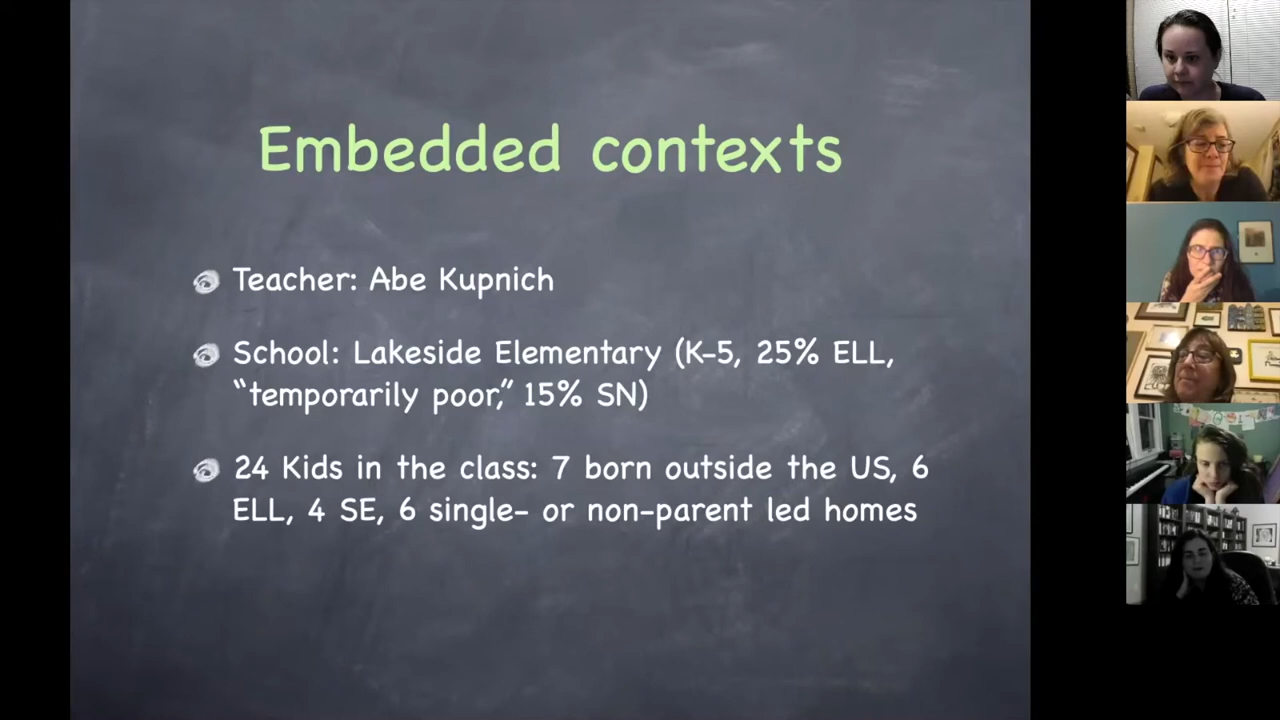 Embedded contexts
Teacher: Abe Kupnich
School: Lakeside Elementary (K-5, 25% ELL,
“temporarily poor,” 15% SN)
24 Kids in the class: 7 born outside the US, 6
ELL, 4 SE, 6 single- or non-parent led homes